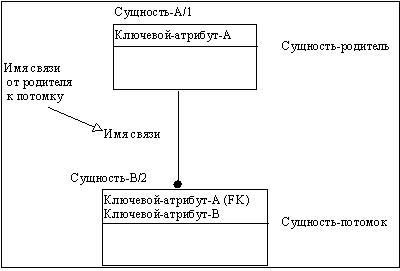 Сущность-A/1
Ключевой-атрибут-A
Сущность-родитель
Имя связи
от родителя
к потомку
Имя связи
Сущность-B/2
Ключевой-атрибут-A (FK)
Ключевой-атрибут-B
Сущность-потомок